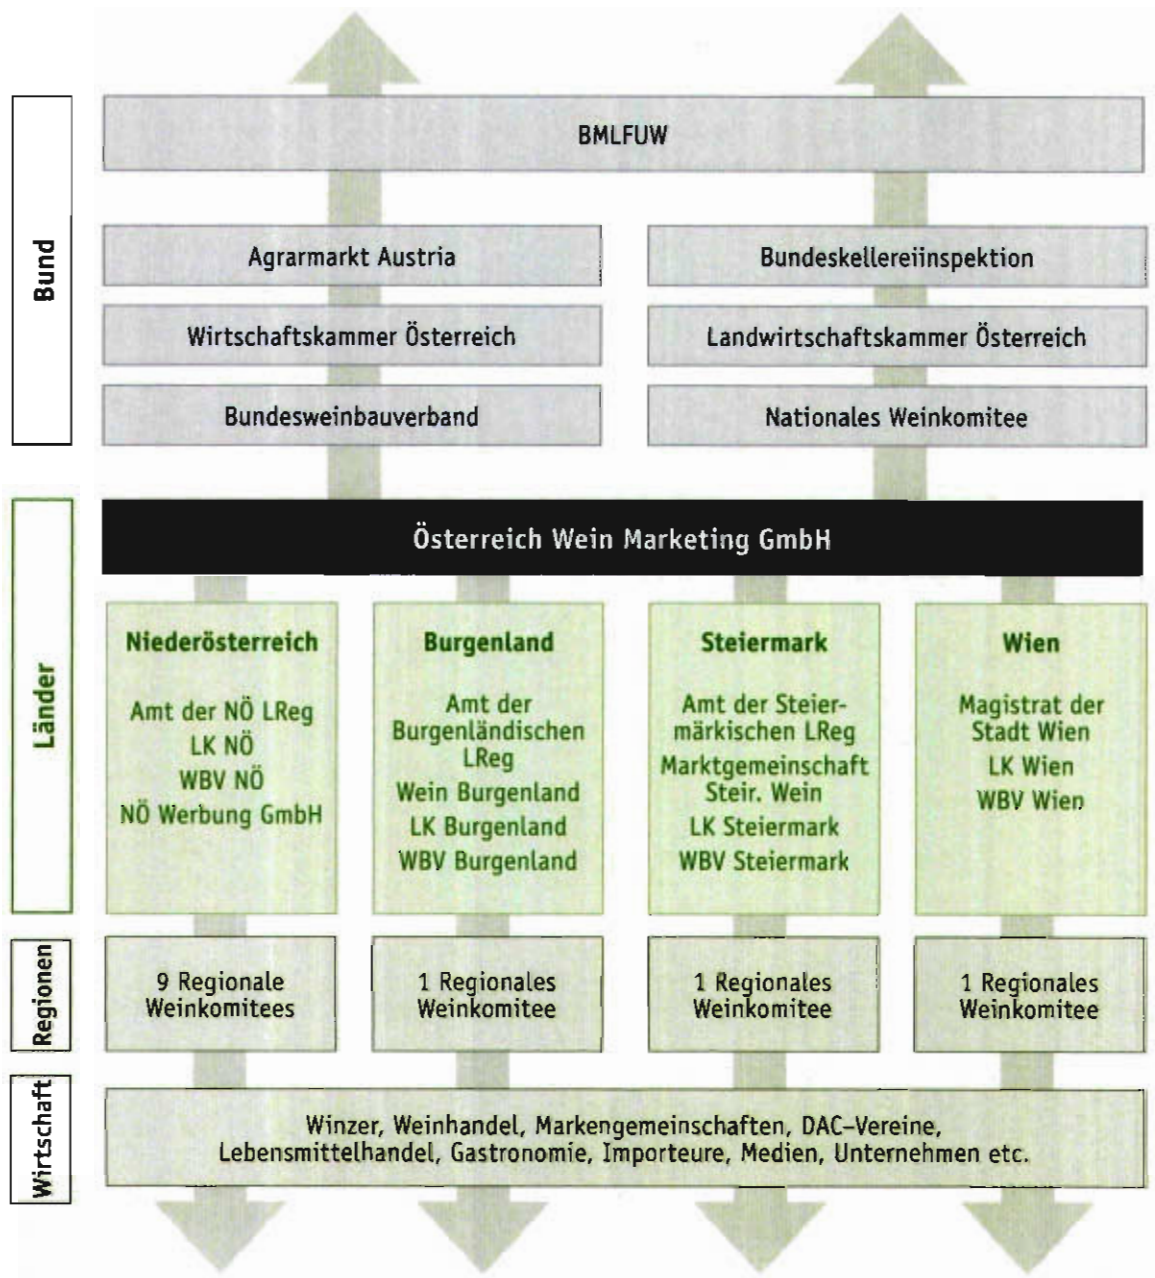 Bund
BMLFUW
Agrarmarkt Austria
Bundeskellereiinspektion
Wirtschaftskammer Österreich
Landwirtschaftskammer Österreich
Bundesweinbauverband
Nationales Weinkomitee
Länder
Österreich Wein Marketing GmbH
Niederösterreich
Amt der NÖ LReg
LK NÖ
WBV NÖ
NÖ Werbung GmbH
Burgenland
Amt der
Burgenländischen
LReg
Wein Burgenland
LK Burgenland
WBV Burgenland
Steiermark
Amt der Steier-
märkischen LReg
Marktgemeinschaft
Steir. Wein
LK Steiermark
WBV Steiermark
Wien
Magistrat der
Stadt Wien
LK Wien
WBV Wien
Regionen
9 Regionale
Weinkomitees
1 Regionales
Weinkomitee
1 Regionales
Weinkomitee
1 Regionales
Weinkomitee
Wirtschaft
Winzer, Weinhandel, Markengemeinschaften, DAC-Vereine,
Lebensmittelhandel, Gastronomie, Importeure, Medien, Unternehmen etc.